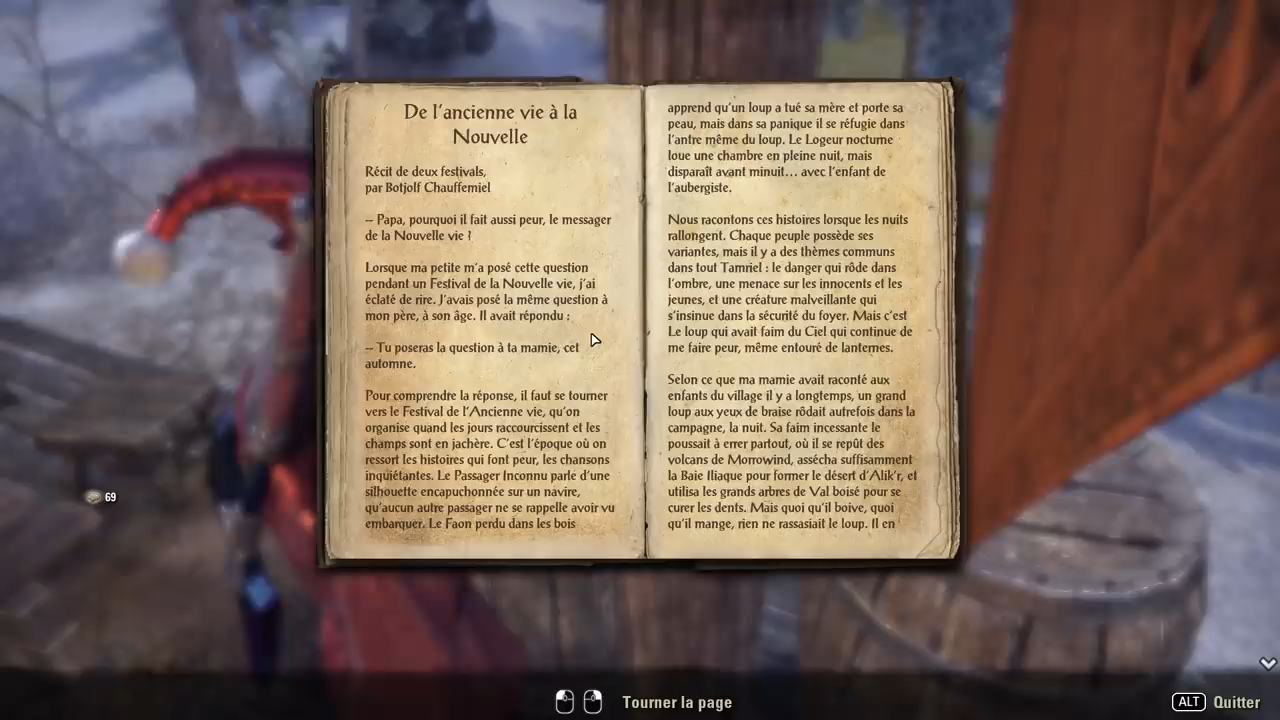 De l'ancienne vie à la
Nouvelle
Récit de deux festivals,
par Botjolf Chauffemiel
-- Papa, pourquoi il fait aussi peur, le messager
de la Nouvelle vie ?
Lorsque ma petite m'a posé cette question
pendant un Festival de la Nouvelle vie, j'ai
éclaté de rire. J'avais posé la même question à
mon père, à son âge. Il avait répondu :
-- Tu poseras la question à ta mamie, cet
automne.
Pour comprendre la réponse, il faut se tourner
vers le Festival de l'Ancienne vie, qu'on
organise quand les jours raccourcissent et les
champs sont en jachère. C'est l'époque où on
ressort les histoires qui font peur, les chansons
inquiétantes. Le Passager Inconnu parle d'une
silhouette encapuchonnée sur un navire,
qu'aucun autre passager ne se rappelle avoir vu
embarquer. Le Faon perdu dans les bois
apprend qu'un loup a tué sa mère et porte sa
peau, mais dans sa panique il se réfugie dans
l'antre même du loup. Le Logeur nocturne
loue une chambre en pleine nuit, mais
disparaît avant minuit… avec l'enfant de
l'aubergiste.
Nous racontons ces histoires lorsque les nuits
rallongent. Chaque peuple possède ses
variantes, mais il y a des thèmes communs
dans tout Tamriel : le danger qui rôde dans
l'ombre, une menace sur les innocents et les
jeunes, et une créature malveillante qui
s'insinue dans la sécurité du foyer. Mais c'est
Le loup qui avait faim du Ciel qui continue de
me faire peur, même entouré de lanternes.
Selon ce que ma mamie avait raconté aux
enfants du village il y a longtemps, un grand
loup aux yeux de braise rôdait autrefois dans la
campagne, la nuit. Sa faim incessante le
poussait à errer partout, où il se repût des
volcans de Morrowind, assécha suffisamment
la Baie Iliaque pour former le désert d'Alik'r, et
utilisa les grands arbres de Val boisé pour se
curer les dents. Mais quoi qu'il boive, quoi
qu'il mange, rien ne rassasiait le loup. Il en
69
Tourner la page
ALT Quitter